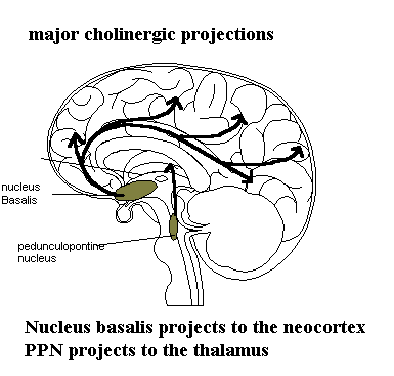 major cholinergic projections
nucleus
Basalis
pedunculopontine
nucleus
Nucleus basalis projects to the neocortex
PPN projects to the thalamus